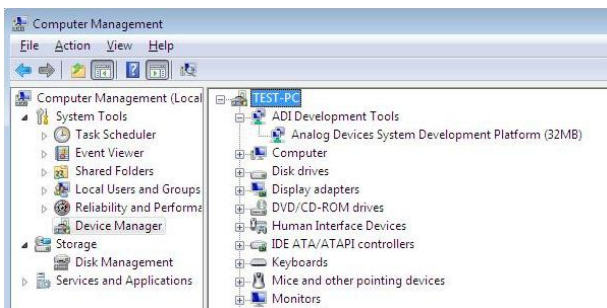 Computer Management
File Action View Help
Computer Management (Local
System Tools
Task Scheduler
Event Viewer
Shared Folders
Local Users and Groups
Reliability and Performa
Device Manager
Storage
Disk Management
Services and Applications
TEST-PC
ADI Development Tools
Analog Devices System Development Platform (32MB)
Computer
Disk drives
Display adapters
DVD/CD-ROM drives
Human Interface Devices
IDE ATA/ATAPI controllers
Keyboards
Mice and other pointing devices
Monitors